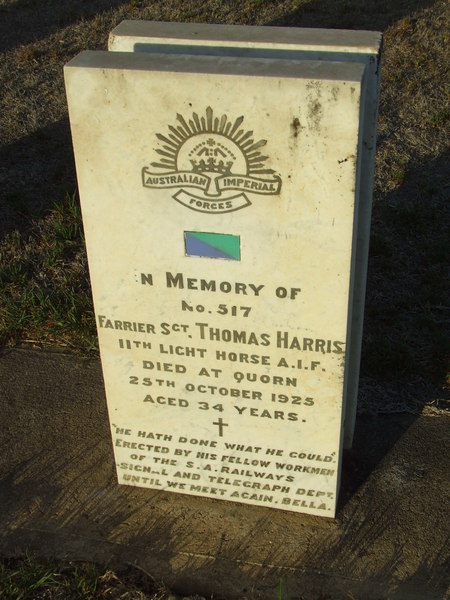 AUSTRALIAN IMPERIAL
FORCES
IN MEMORY OF
No. 517
FARRIER SGT. THOMAS HARRIS
11TH LIGHT HORSE A.I.F.
DIED AT QUORN
25TH OCTOBER 1925
AGED 34 YEARS.
"HE HATH DONE WHAT HE COULD."
ERECTED BY HIS FELLOW WORKMEN
OF THE S.A. RAILWAYS
SIGNAL AND TELEGRAPH DEPT.
UNTIL WE MEET AGAIN. BELLA.